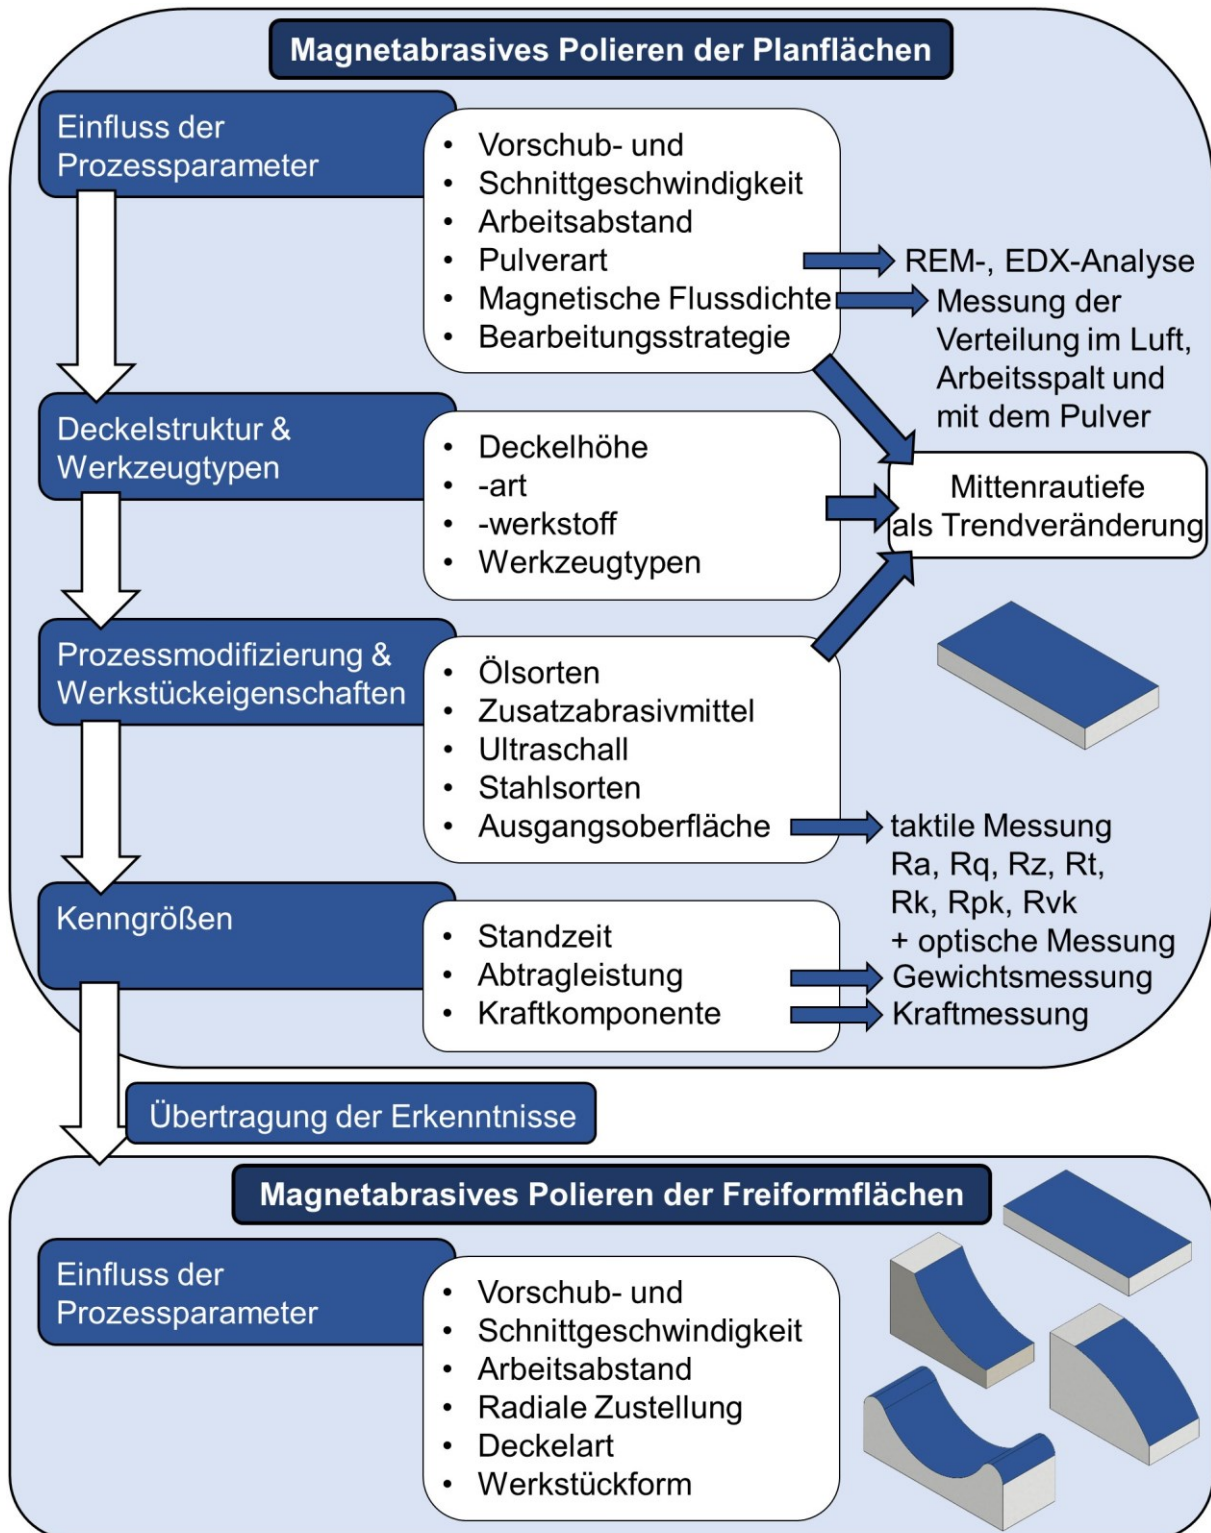 Magnetabrasives Polieren der Planflächen
Einfluss der
Prozessparameter
• Vorschub- und
• Schnittgeschwindigkeit
• Arbeitsabstand
• Pulverart
• Magnetische Flussdichte
• Bearbeitungsstrategie
REM-, EDX-Analyse
Messung der
Verteilung im Luft,
Arbeitsspalt und
mit dem Pulver
Deckelstruktur &
Werkzeugtypen
• Deckelhöhe
• -art
• -werkstoff
• Werkzeugtypen
Mittenrautiefe
als Trendveränderung
Prozessmodifizierung &
Werkstückeigenschaften
• Ölsorten
• Zusatzabrasivmittel
• Ultraschall
• Stahlsorten
• Ausgangsoberfläche
taktile Messung
Ra, Rq, Rz, Rt,
Rk, Rpk, Rvk
+ optische Messung
Kenngrößen
• Standzeit
• Abtragleistung
• Kraftkomponente
Gewichtsmessung
Kraftmessung
Übertragung der Erkenntnisse
Magnetabrasives Polieren der Freiformflächen
Einfluss der
Prozessparameter
• Vorschub- und
• Schnittgeschwindigkeit
• Arbeitsabstand
• Radiale Zustellung
• Deckelart
• Werkstückform